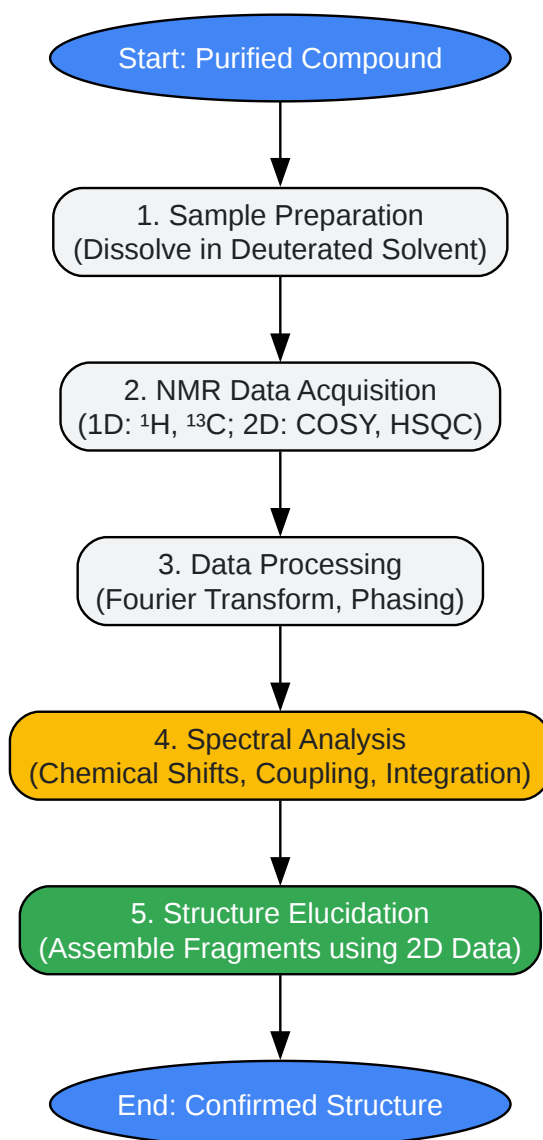 Start: Purified Compound
1. Sample Preparation
(Dissolve in Deuterated Solvent)
2. NMR Data Acquisition
(1D: ¹H, ¹³C; 2D: COSY, HSQC)
3. Data Processing
(Fourier Transform, Phasing)
4. Spectral Analysis
(Chemical Shifts, Coupling, Integration)
5. Structure Elucidation
(Assemble Fragments using 2D Data)
End: Confirmed Structure